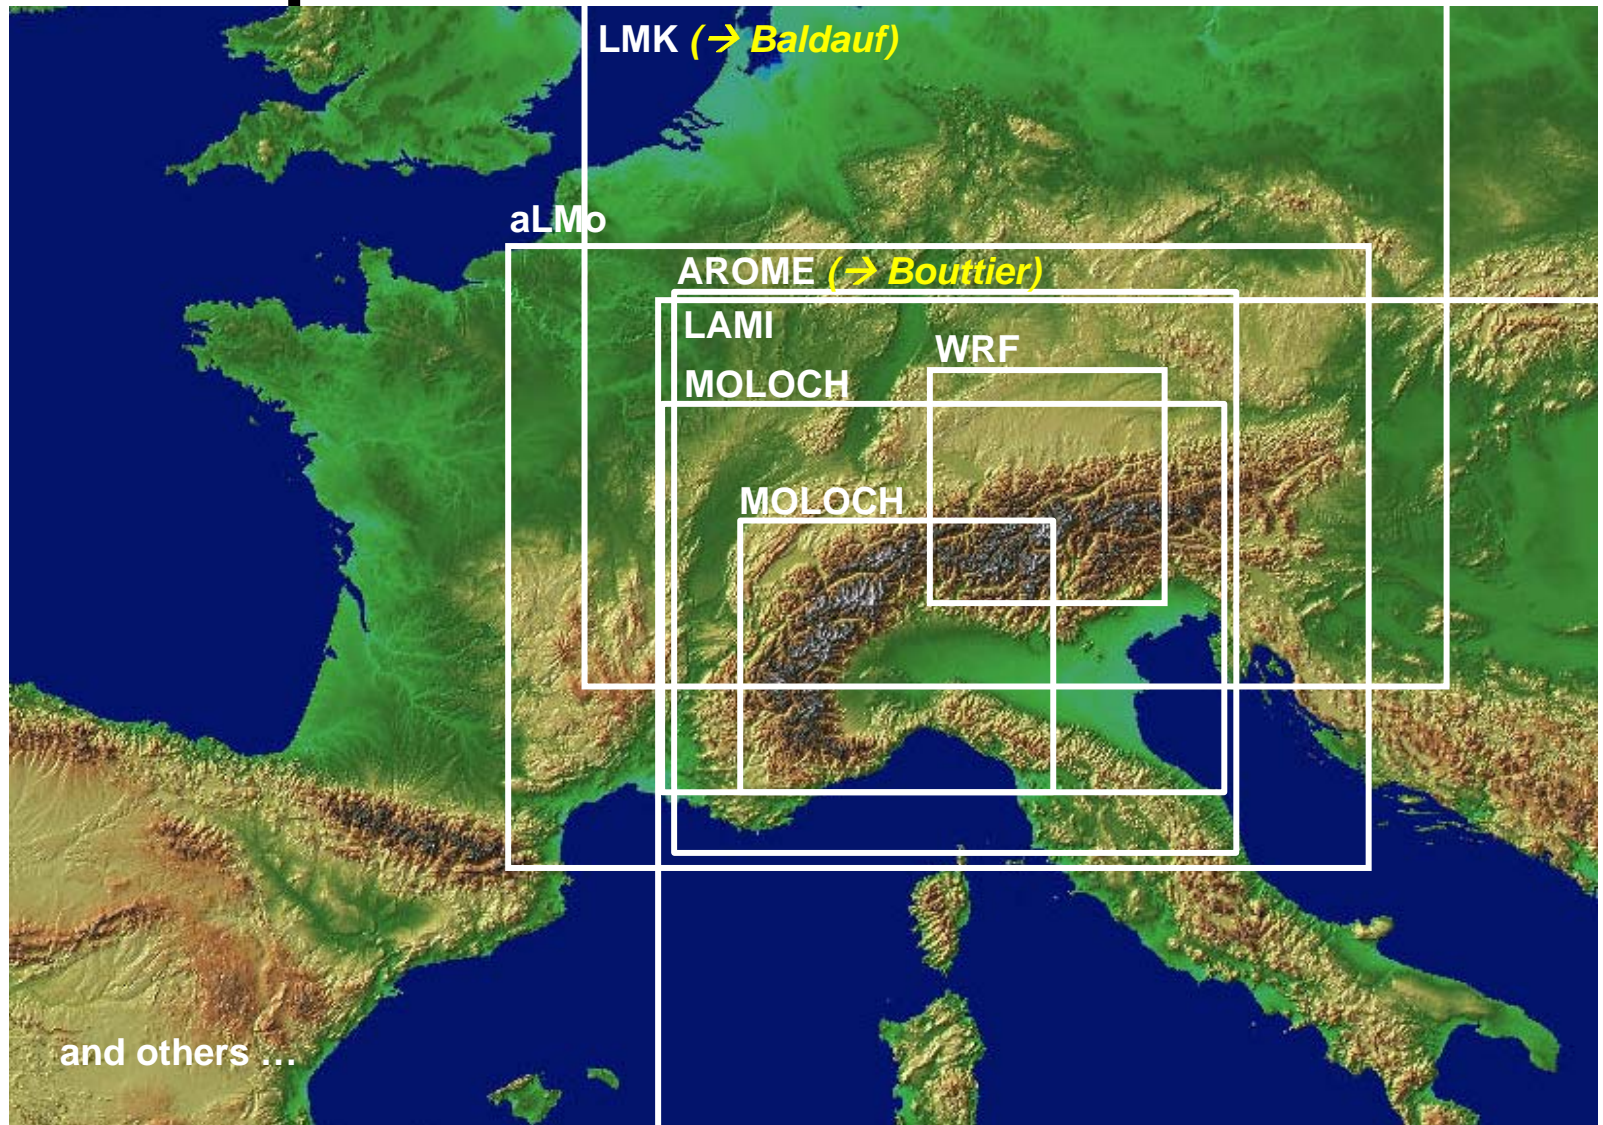 LMK (→ Baldauf)
aLMo
AROME (→ Bouttier)
LAMI
WRF
MOLOCH
MOLOCH
and others …